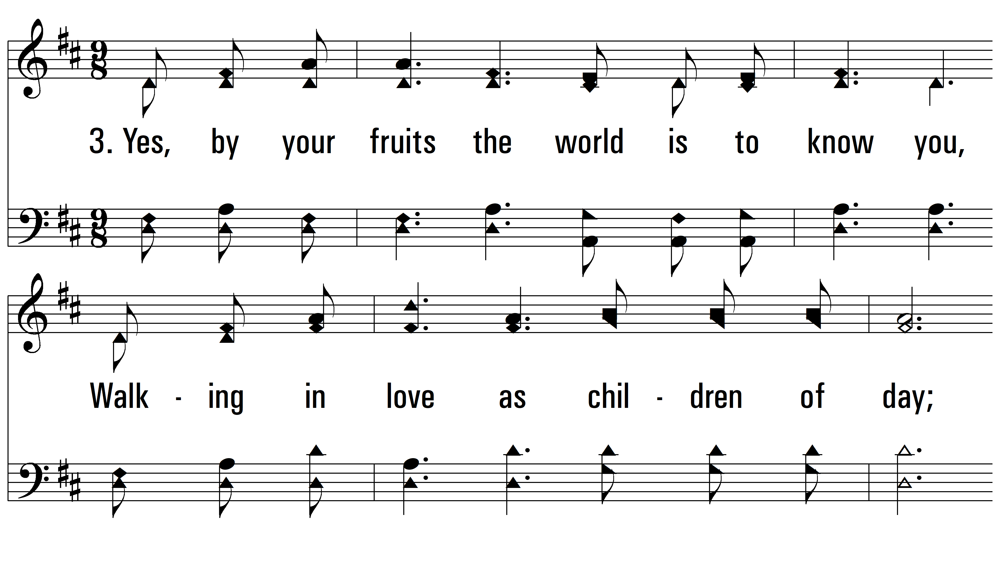 3. Yes, by your fruits the world is to know you,
Walk - ing in love as chil - dren of day;